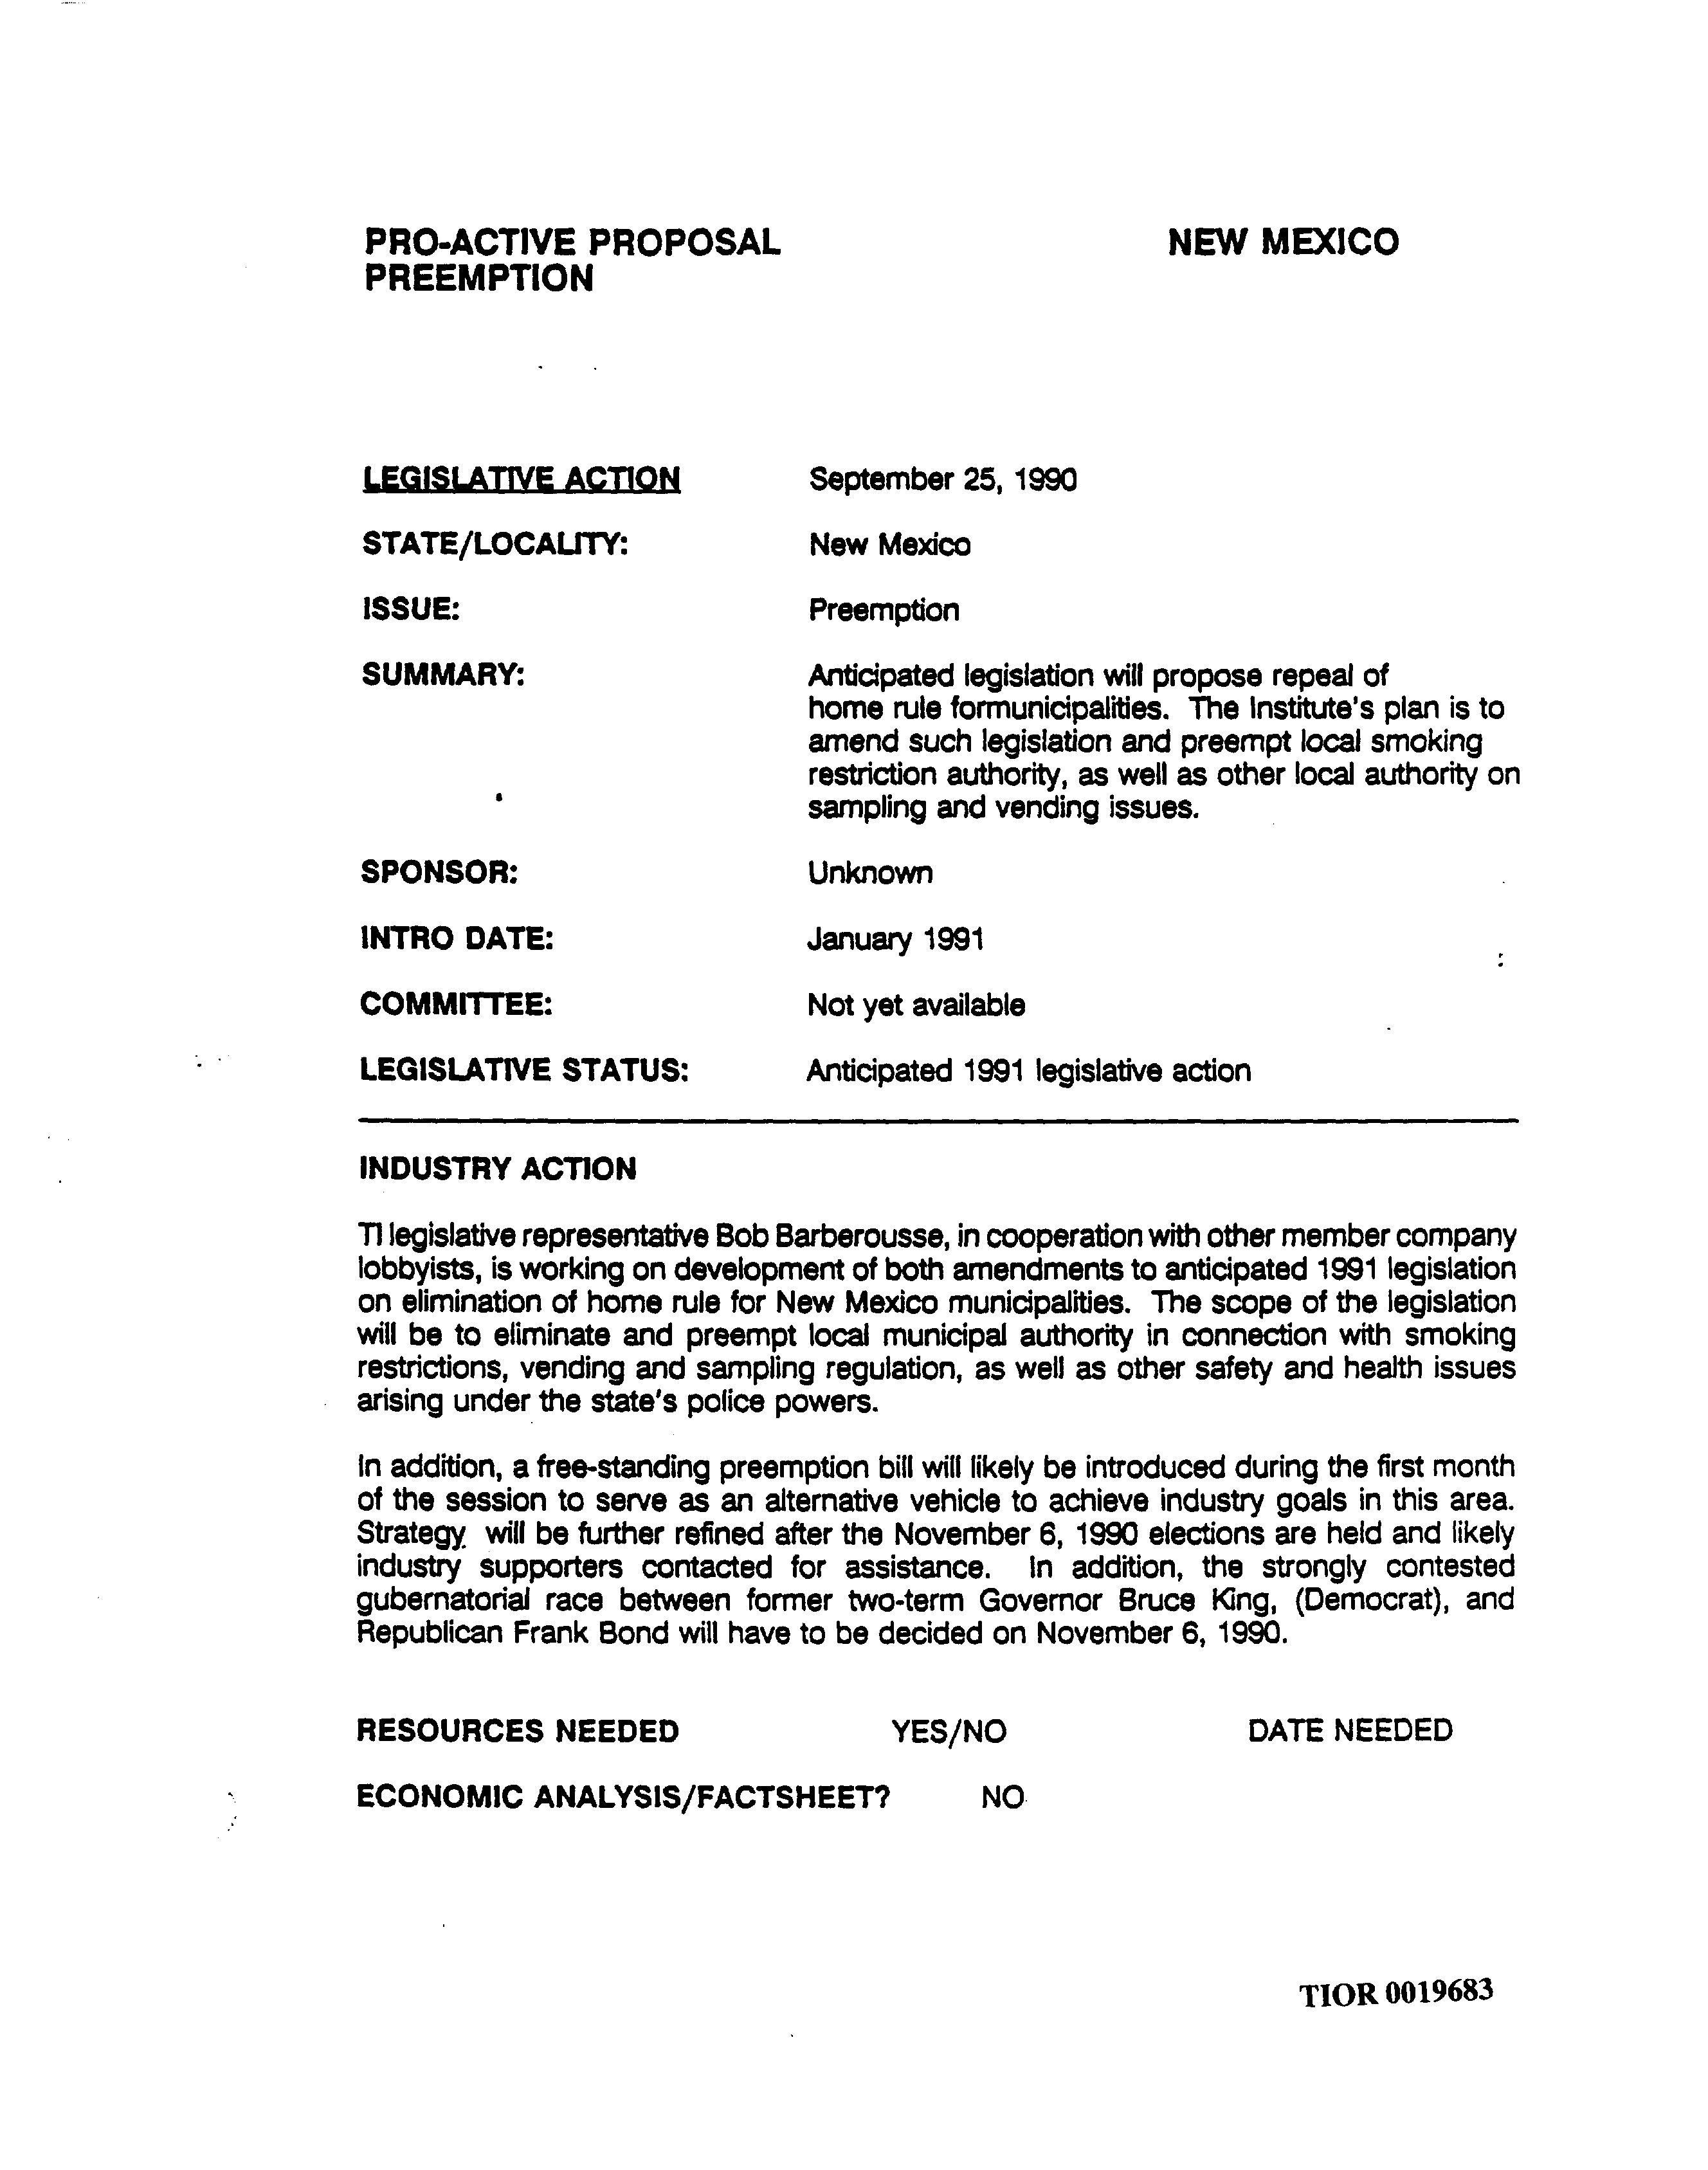 PRO-ACTIVE PROPOSAL NEW MEXICO
PREEMPTION
LEGISLATIVE ACTION September 25, 1990
STATE/LOCALITY: New Mexico
ISSUE: Preemption
SUMMARY: Anticipated legislation will propose repeal of
home rule formunicipalities. The Institute's plan is to
amend such legislation and preempt local smoking
restriction authority, as well as other local authority on
sampling and vending issues.
SPONSOR: Unknown
INTRO DATE: January 1991
COMMITTEE: Not yet available
LEGISLATIVE STATUS: Anticipated 1991 legislative action
INDUSTRY ACTION
TI legislative representative Bob Barberousse, in cooperation with other member company
lobbyists, is working on development of both amendments to anticipated 1991 legislation
on elimination of home rule for New Mexico municipalities. The scope of the legislation
will be to eliminate and preempt local municipal authority in connection with smoking
restrictions, vending and sampling regulation, as well as other safety and health issues
arising under the state's police powers.
In addition, a free-standing preemption bill will likely be introduced during the first month
of the session to serve as an alternative vehicle to achieve industry goals in this area.
Strategy will be further refined after the November 6, 1990 elections are held and likely
industry supporters contacted for assistance. In addition, the strongly contested
gubernatorial race between former two-term Governor Bruce King, (Democrat), and
Republican Frank Bond will have to be decided on November 6, 1990.
RESOURCES NEEDED YES/NO DATE NEEDED
ECONOMIC ANALYSIS/FACTSHEET? NO
TIOR 0019683